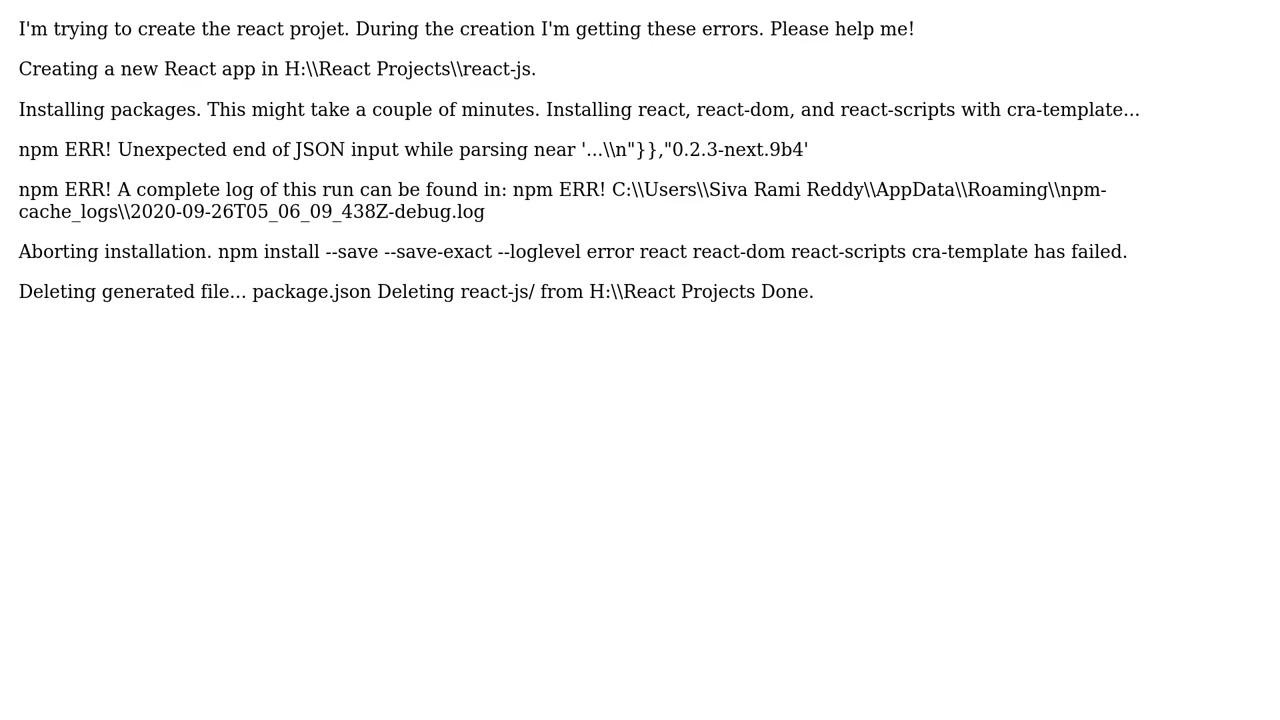 I'm trying to create the react projet. During the creation I'm getting these errors. Please help me!
Creating a new React app in H:\\React Projects\\react-js.
Installing packages. This might take a couple of minutes. Installing react, react-dom, and react-scripts with cra-template...
npm ERR! Unexpected end of JSON input while parsing near '...\\n"}},"0.2.3-next.9b4'
npm ERR! A complete log of this run can be found in: npm ERR! C:\\Users\\Siva Rami Reddy\\AppData\\Roaming\\npm-
cache_logs\\2020-09-26T05_06_09_438Z-debug.log
Aborting installation. npm install --save --save-exact --loglevel error react react-dom react-scripts cra-template has failed.
Deleting generated file... package.json Deleting react-js/ from H:\\React Projects Done.